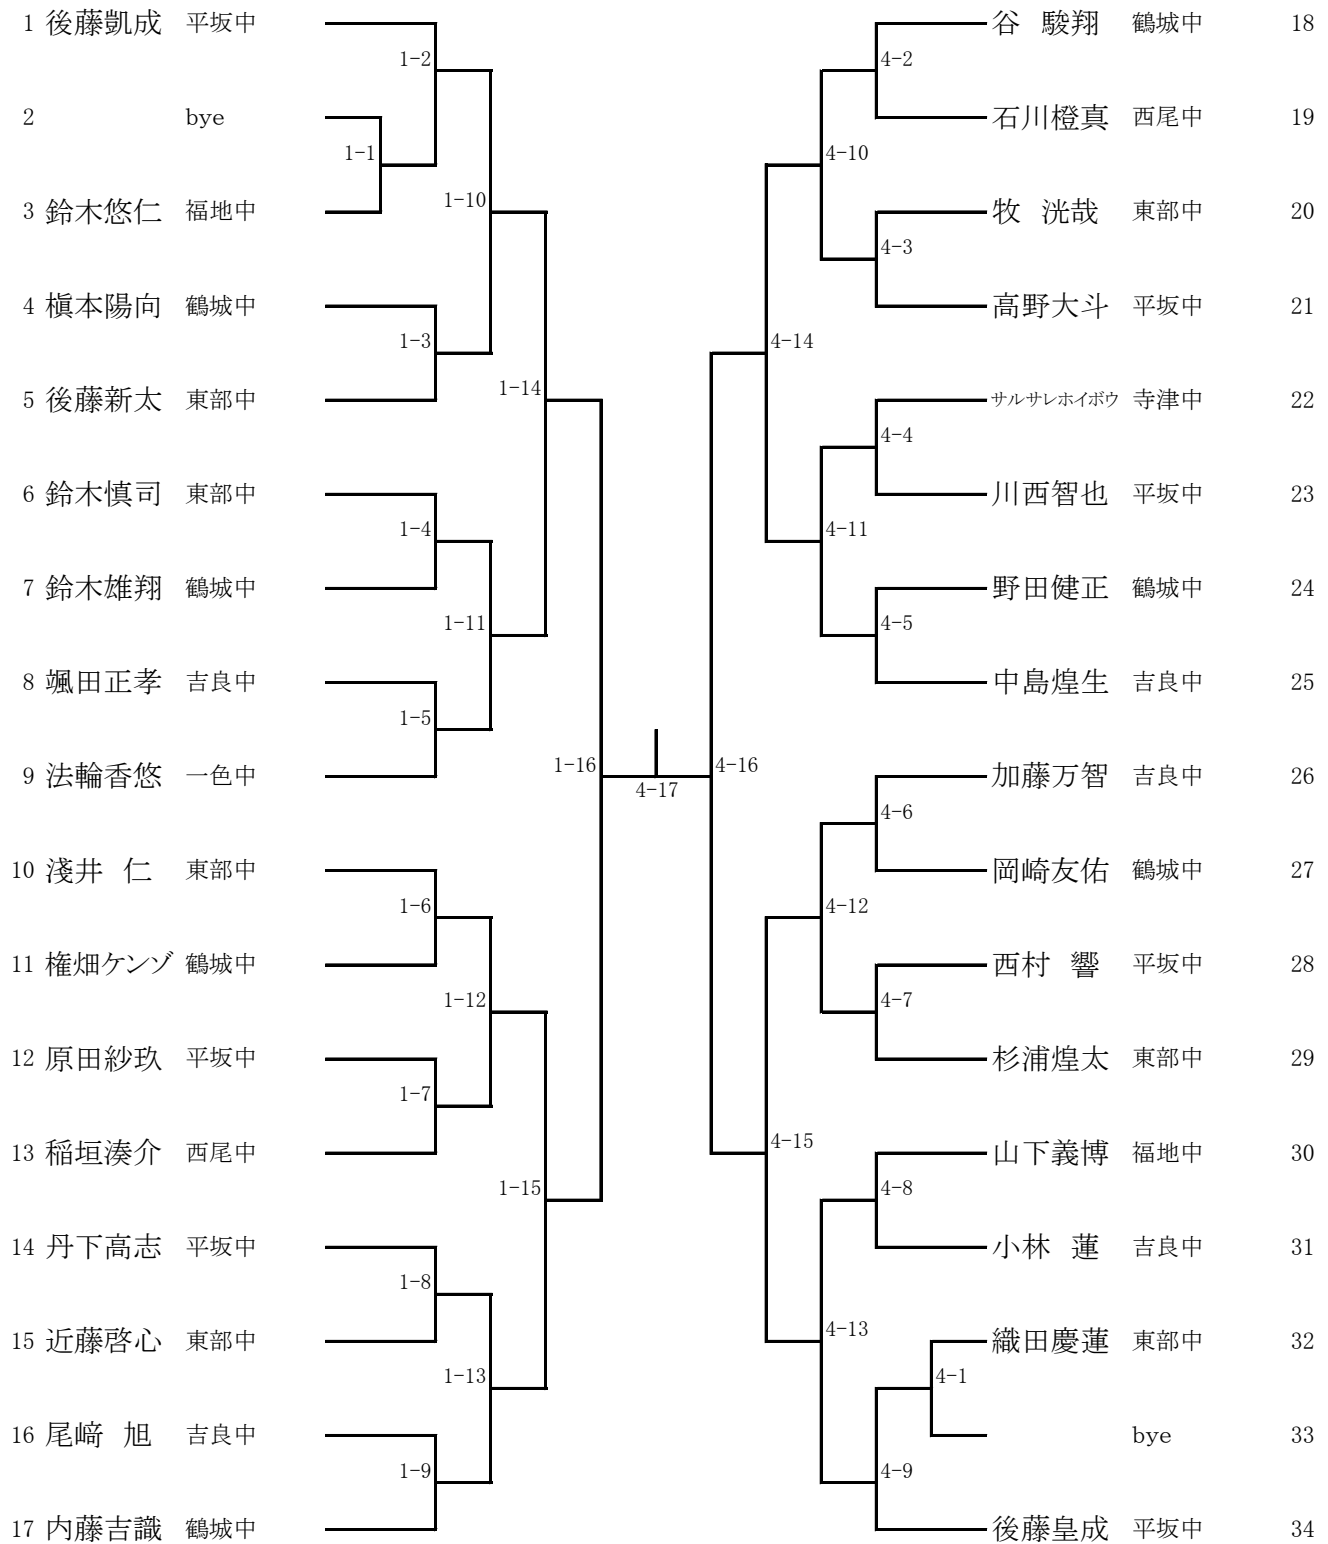 1 後藤凱成 平坂中
1-2
2 bye
1-1
3 鈴木悠仁 福地中
1-10
4 槇本陽向 鶴城中
1-3
5 後藤新太 東部中
1-14
6 鈴木慎司 東部中
1-4
7 鈴木雄翔 鶴城中
1-11
8 颯田正孝 吉良中
1-5
9 法輪香悠 一色中
1-16
10 淺井 仁 東部中
1-6
11 権畑ケンゾ 鶴城中
1-12
12 原田紗玖 平坂中
1-7
13 稲垣湊介 西尾中
1-15
14 丹下高志 平坂中
1-8
15 近藤啓心 東部中
1-13
16 尾﨑 旭 吉良中
1-9
17 内藤吉識 鶴城中
4-17
谷 駿翔 鶴城中 18
4-2
石川橙真 西尾中 19
4-10
牧 洸哉 東部中 20
4-3
高野大斗 平坂中 21
4-14
サルサレホイボウ 寺津中 22
4-4
川西智也 平坂中 23
4-11
野田健正 鶴城中 24
4-5
中島煌生 吉良中 25
4-16
加藤万智 吉良中 26
4-6
岡崎友佑 鶴城中 27
4-12
西村 響 平坂中 28
4-7
杉浦煌太 東部中 29
4-15
山下義博 福地中 30
4-8
小林 蓮 吉良中 31
4-13
織田慶蓮 東部中 32
4-1
bye 33
4-9
後藤皇成 平坂中 34